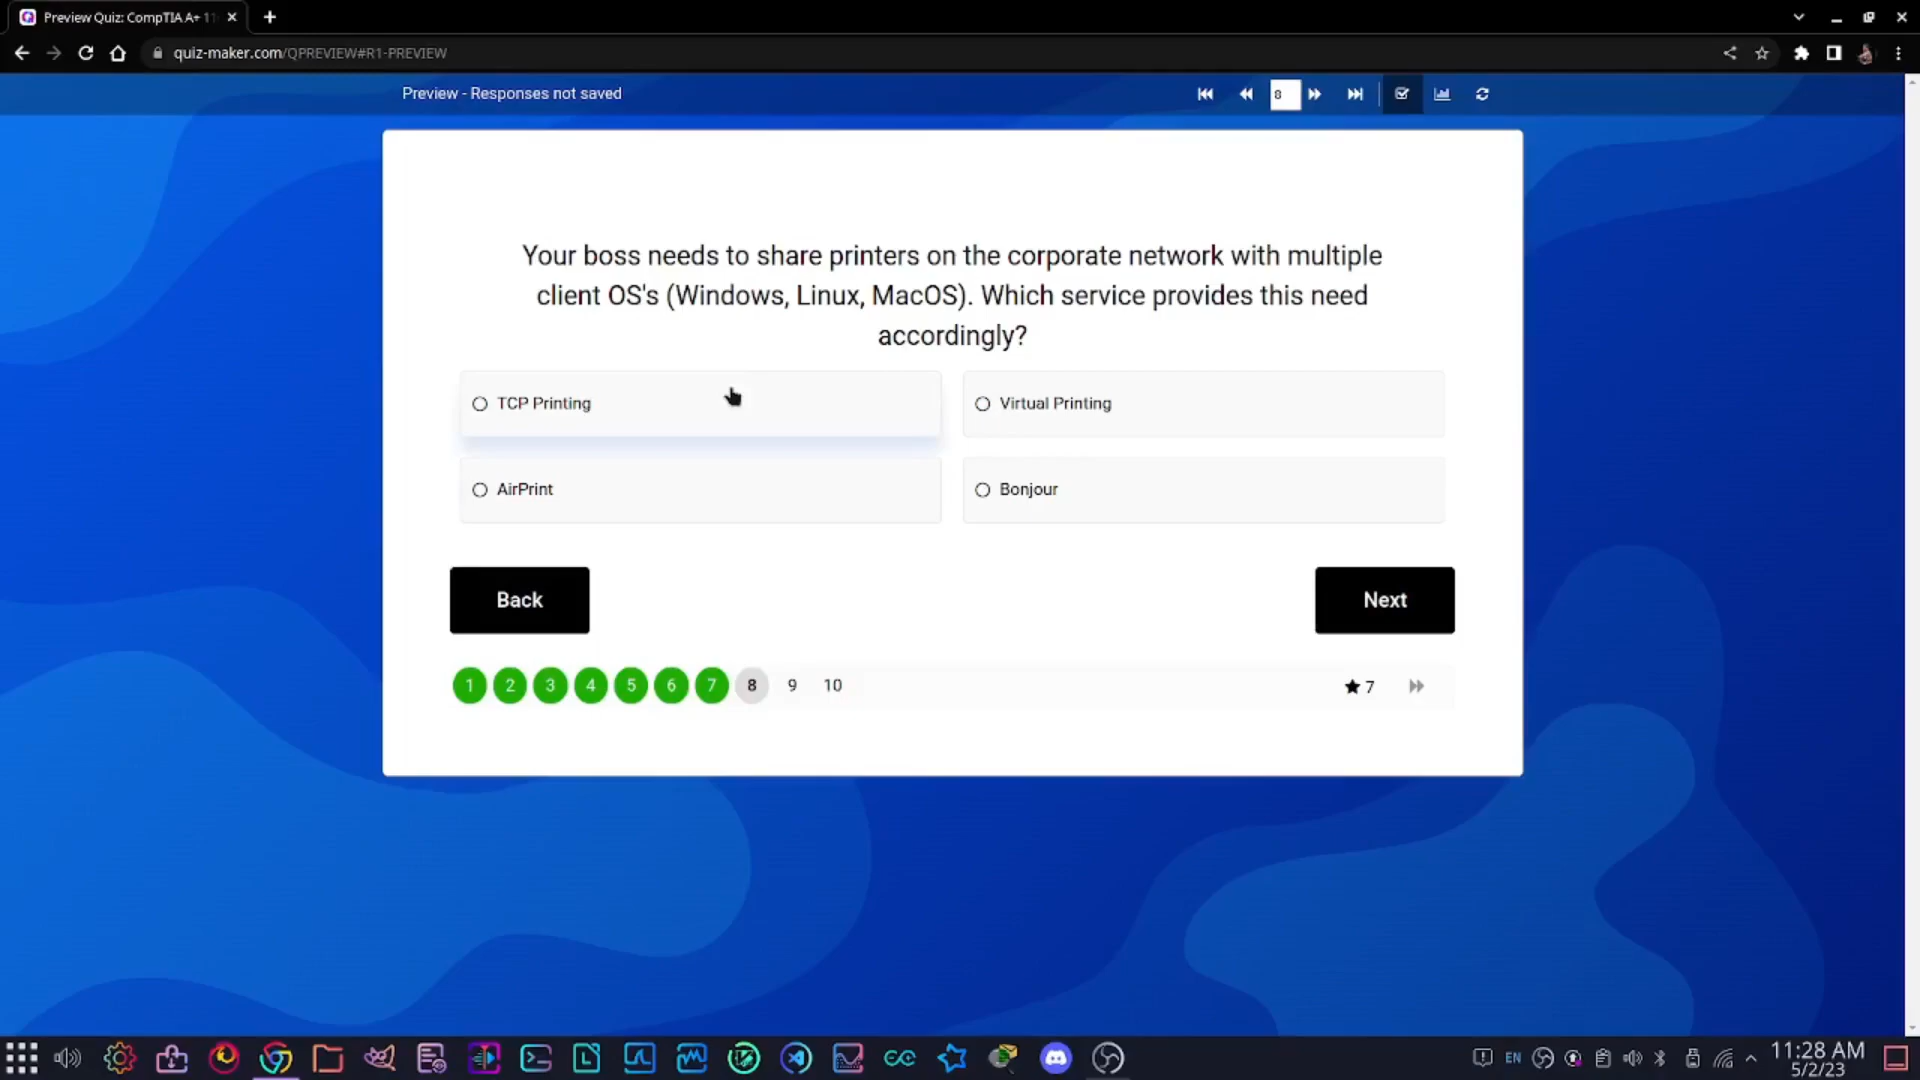 Preview Quiz: CompTIA A+ 11
quiz-maker.com/QPREVIEW#R1-PREVIEW
Preview - Responses not saved
8
Your boss needs to share printers on the corporate network with multiple
client OS's (Windows, Linux, MacOS). Which service provides this need
accordingly?
TCP Printing
Virtual Printing
AirPrint
Bonjour
Back
Next
1 2 3 4 5 6 7 8 9 10
7
EN
11:28 AM
5/2/23